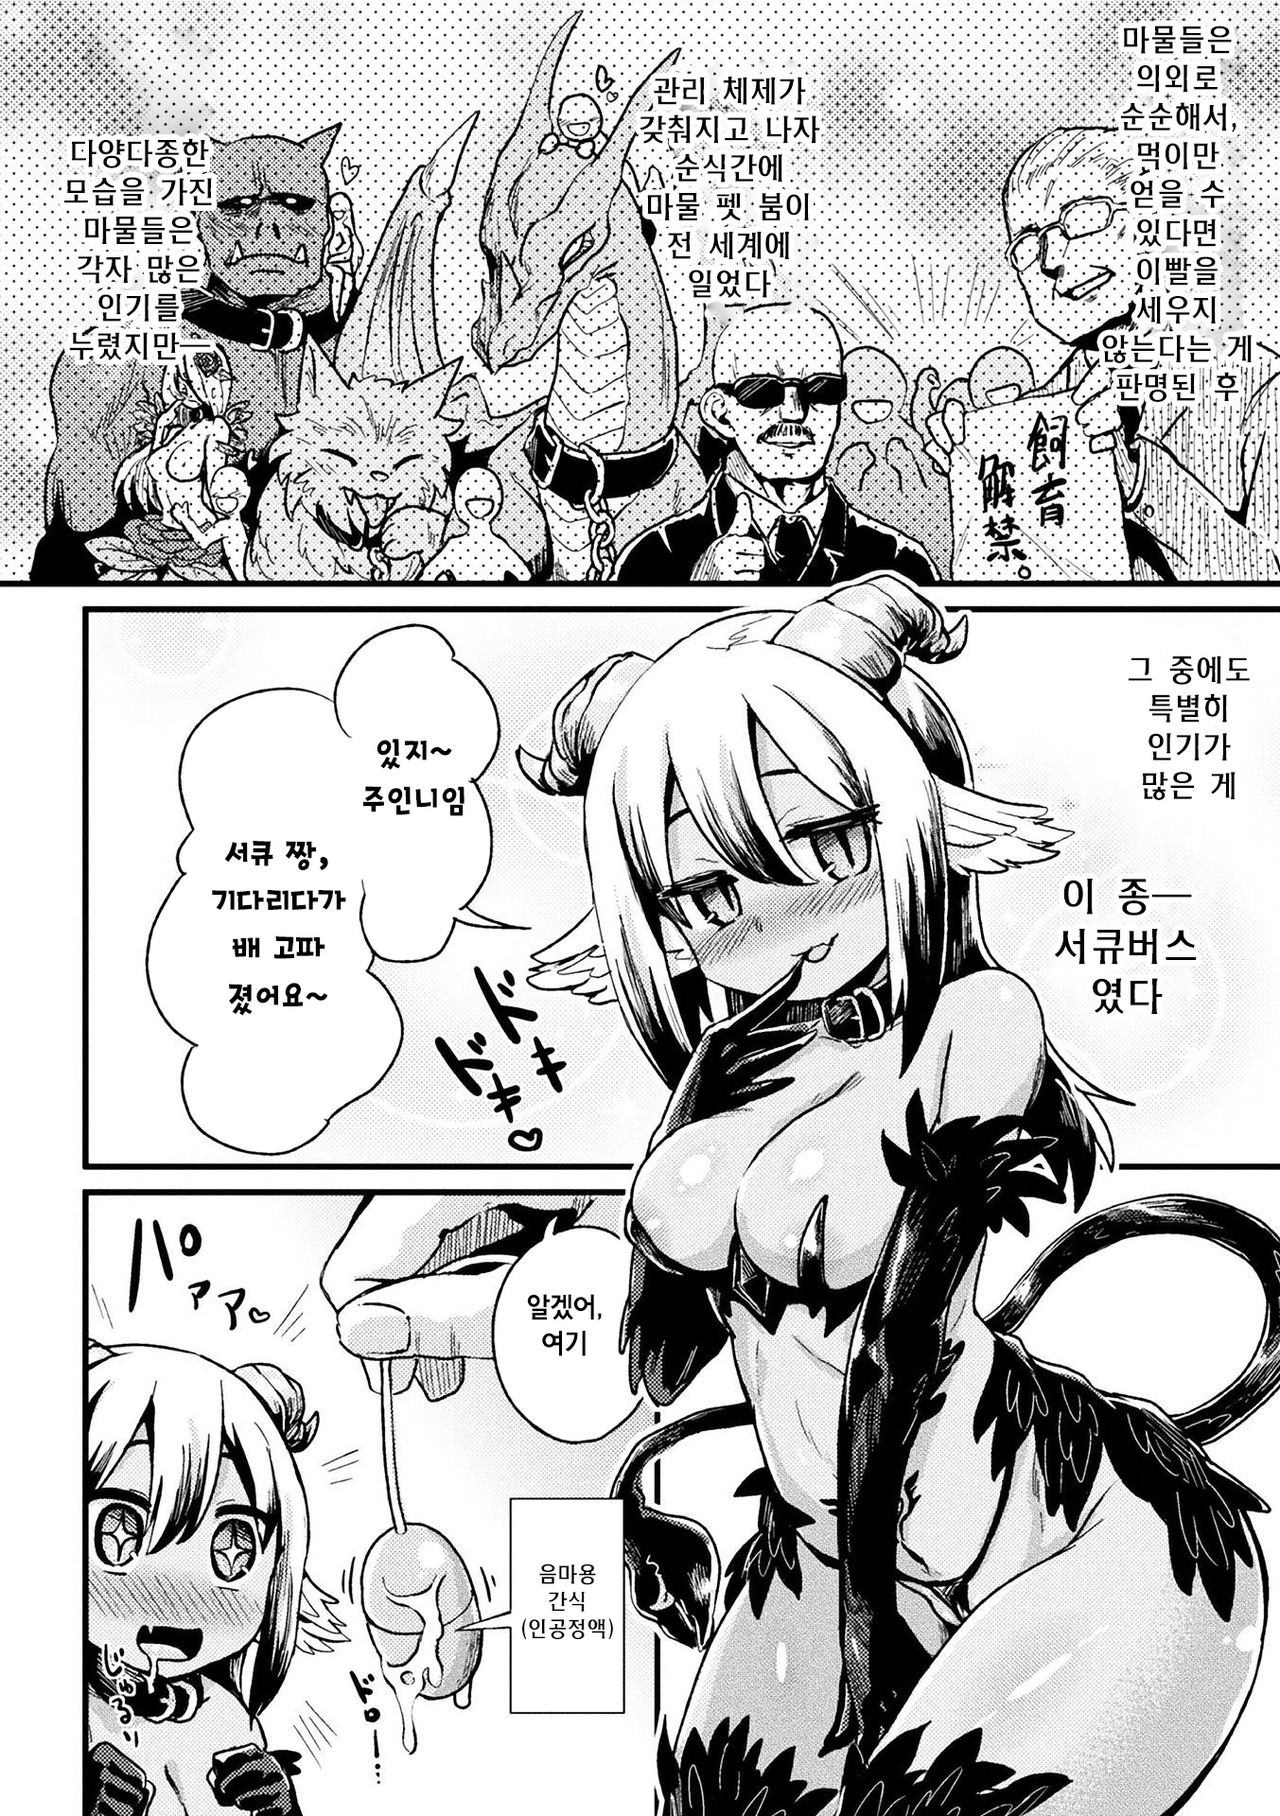 마물들은
의외로
순순해서,
먹이만
얻을 수
있다면
이빨을
세우지
않는다는 게
판명된 후
관리 체제가
갖춰지고 나자
순식간에
마물 펫 붐이
전 세계에
일었다
다양다종한
모습을 가진
마물들은
각자 많은
인기를
누렸지만—
飼育
解禁。
그 중에도
특별히
인기가
많은 게
이 종—
서큐버스
였다
있지~
주인니임
서큐 짱,
기다리다가
배 고파
졌어요~
ドキ
ドキ♡
알겠어,
여기
음마용
간식
(인공정액)
パアァァ♡
じゅるり
ドロー…